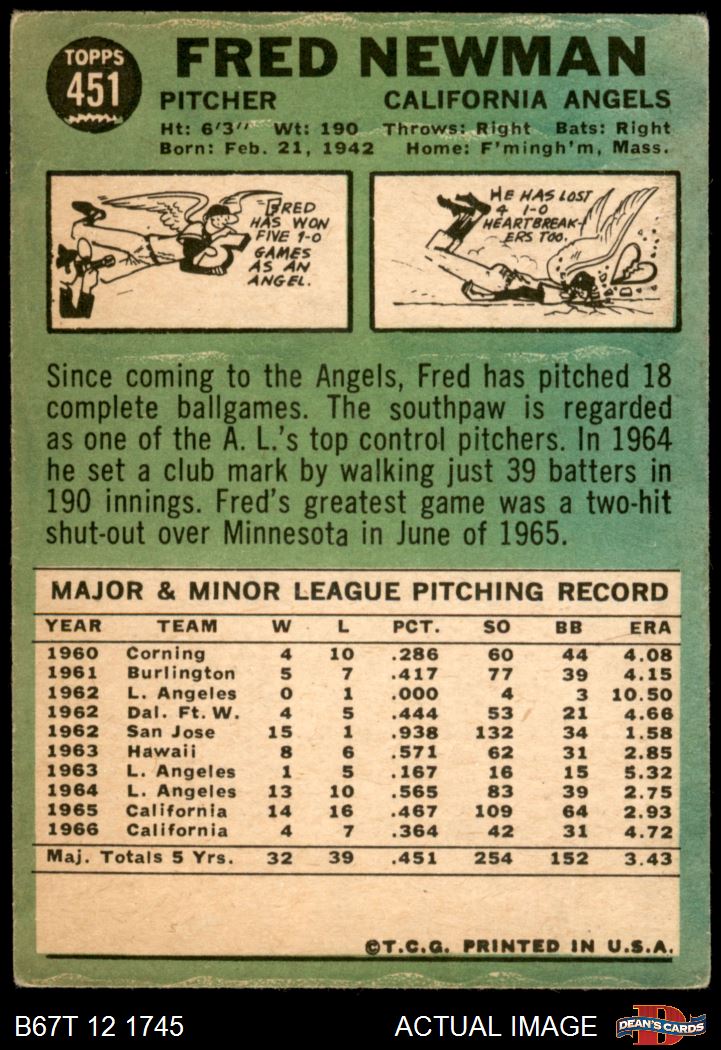 TOPPS
451
FRED NEWMAN
PITCHER CALIFORNIA ANGELS
Ht: 6'3" Wt: 190 Throws: Right Bats: Right
Born: Feb. 21, 1942 Home: F'mingh'm, Mass.
FRED
HAS WON
FIVE 1-0
GAMES
AS AN
ANGEL.
HE HAS LOST
4 1-0
HEARTBREAK-
ERS TOO.
Since coming to the Angels, Fred has pitched 18
complete ballgames. The southpaw is regarded
as one of the A. L.'s top control pitchers. In 1964
he set a club mark by walking just 39 batters in
190 innings. Fred's greatest game was a two-hit
shut-out over Minnesota in June of 1965.
MAJOR & MINOR LEAGUE PITCHING RECORD
YEAR TEAM W L PCT. SO BB ERA
1960 Corning 4 10 .286 60 44 4.08
1961 Burlington 5 7 .417 77 39 4.15
1962 L. Angeles 0 1 .000 4 3 10.50
1962 Dal. Ft. W. 4 5 .444 53 21 4.66
1962 San Jose 15 1 .938 132 34 1.58
1963 Hawaii 8 6 .571 62 31 2.85
1963 L. Angeles 1 5 .167 16 15 5.32
1964 L. Angeles 13 10 .565 83 39 2.75
1965 California 14 16 .467 109 64 2.93
1966 California 4 7 .364 42 31 4.72
Maj. Totals 5 Yrs. 32 39 .451 254 152 3.43
©T.C.G. PRINTED IN U.S.A.
B67T 12 1745 ACTUAL IMAGE DEAN'S CARDS